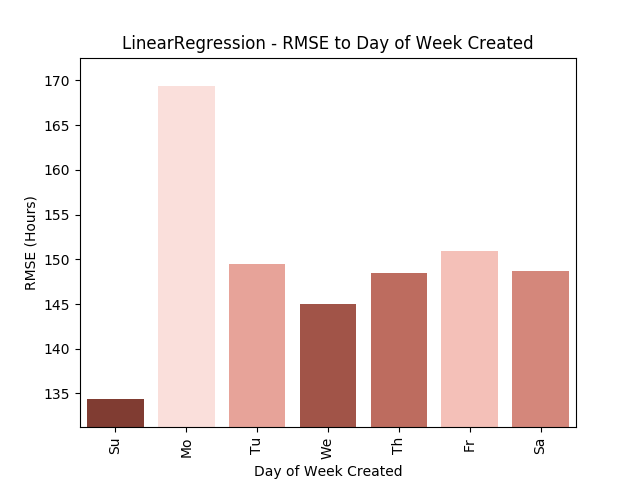 LinearRegression - RMSE to Day of Week Created
170
165
160
155
150
145
140
135
RMSE (Hours)
Su Mo Tu We Th Fr Sa
Day of Week Created